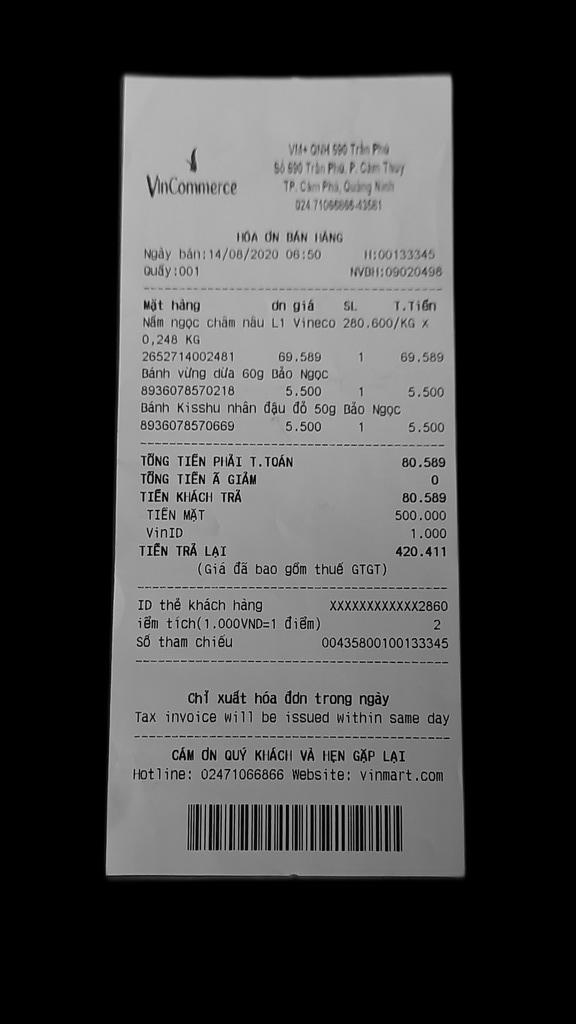 VinCommerce
VM+ QNH 590 Trần Phú
Số 590 Trần Phú, P. Cẩm Thủy
TP. Cẩm Phả, Quảng Ninh
024.71066866-43581
HÓA ƠN BÁN HÀNG
Ngày bán:14/08/2020 06:50 H:00133345
Quầy:001 NVBH:09020498
Mặt hàng ơn giá SL T.Tiền
Nấm ngọc châm nâu L1 Vineco 280.600/KG X
0,248 KG
2652714002481 69.589 1 69.589
Bánh vừng dừa 60g Bảo Ngọc
8936078570218 5.500 1 5.500
Bánh Kisshu nhân đậu đỏ 50g Bảo Ngọc
8936078570669 5.500 1 5.500
TỔNG TIỀN PHẢI T.TOÁN 80.589
TỔNG TIỀN Ã GIẢM 0
TIỀN KHÁCH TRẢ 80.589
TIỀN MẶT 500.000
VinID 1.000
TIỀN TRẢ LẠI 420.411
(Giá đã bao gồm thuế GTGT)
ID thẻ khách hàng XXXXXXXXXXXX2860
iểm tích(1.000VND=1 điểm) 2
Số tham chiếu 00435800100133345
Chỉ xuất hóa đơn trong ngày
Tax invoice will be issued within same day
CẢM ƠN QUÝ KHÁCH VÀ HẸN GẶP LẠI
Hotline: 02471066866 Website: vinmart.com